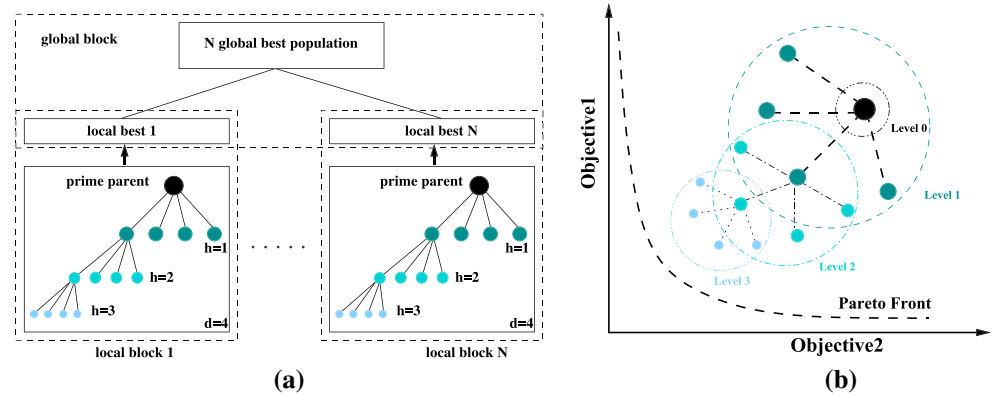 global block
N global best population
local best 1
local best N
prime parent
h=1
h=2
h=3
d=4
local block 1
. . . . . .
prime parent
h=1
h=2
h=3
d=4
local block N
(a)
Objective1
Level 0
Level 1
Level 2
Level 3
Pareto Front
Objective2
(b)